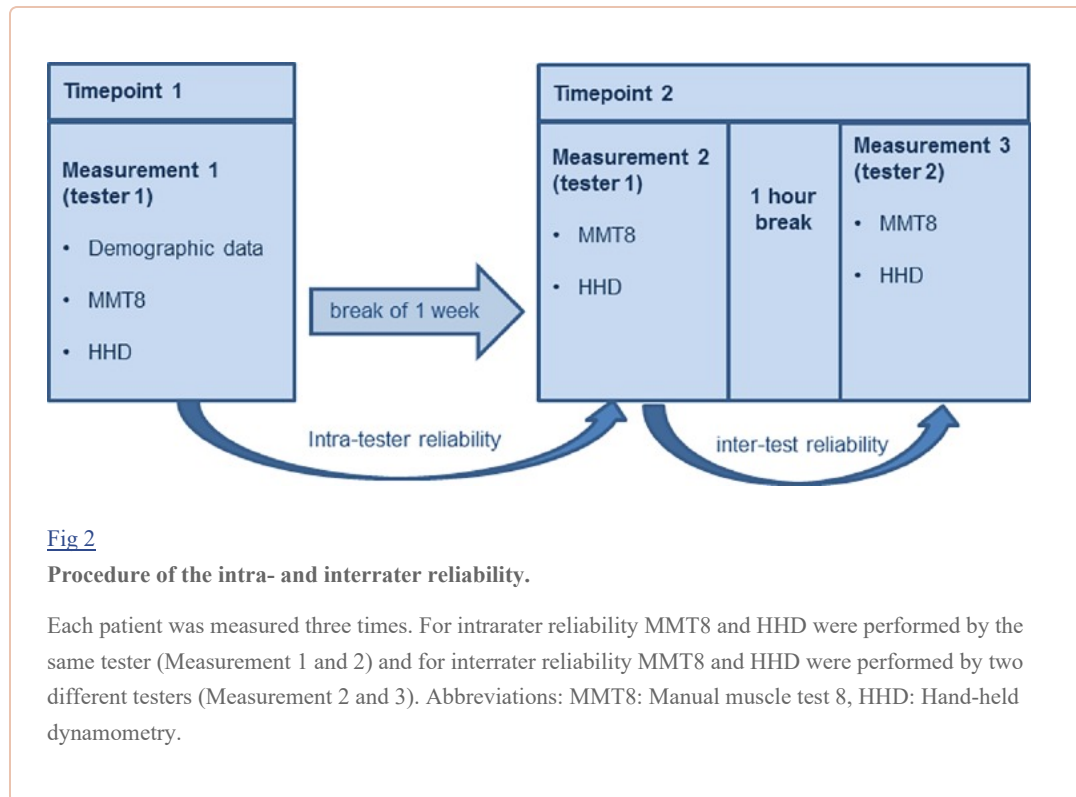 Timepoint 1
Measurement 1
(tester 1)
• Demographic data
• MMT8
• HHD
break of 1 week
Timepoint 2
Measurement 2
(tester 1)
• MMT8
• HHD
1 hour
break
Measurement 3
(tester 2)
• MMT8
• HHD
Intra-tester reliability
inter-test reliability
Fig 2
Procedure of the intra- and interrater reliability.
Each patient was measured three times. For intrarater reliability MMT8 and HHD were performed by the
same tester (Measurement 1 and 2) and for interrater reliability MMT8 and HHD were performed by two
different testers (Measurement 2 and 3). Abbreviations: MMT8: Manual muscle test 8, HHD: Hand-held
dynamometry.